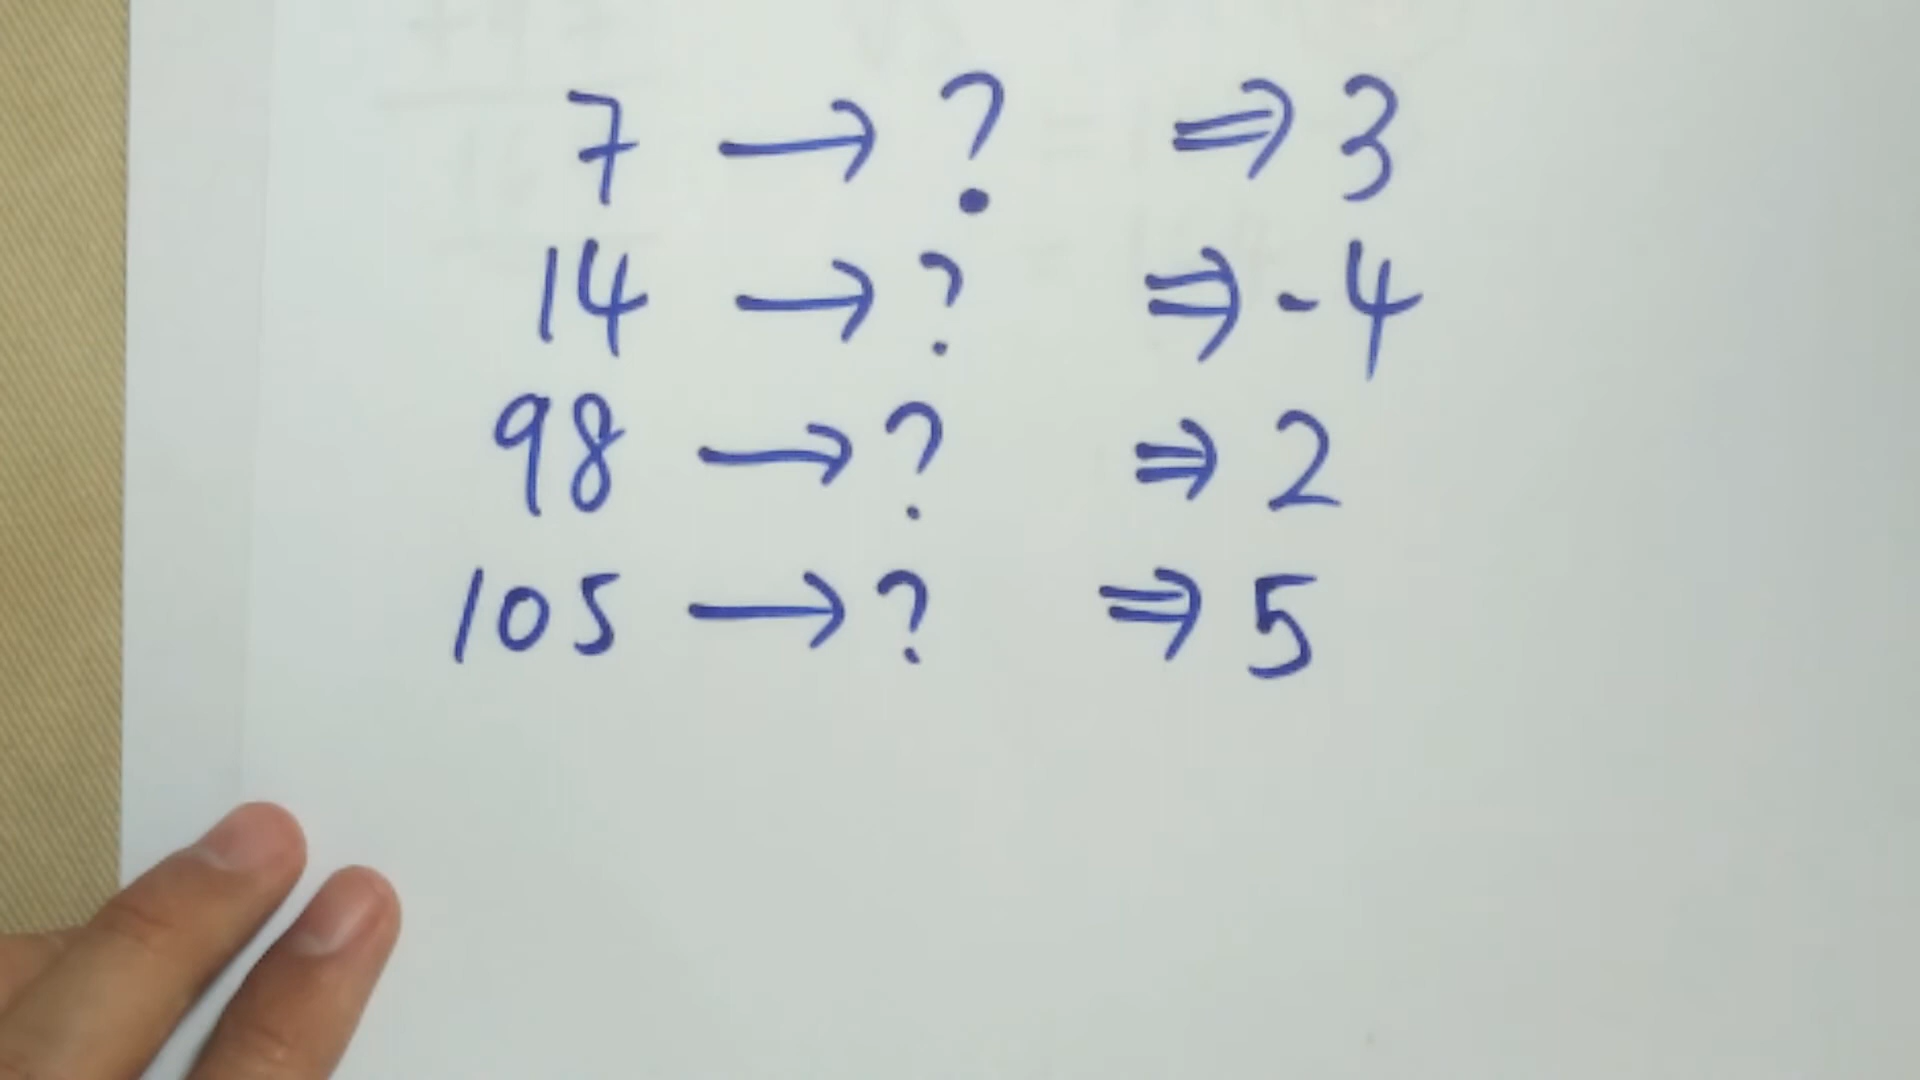 7 → ? ⇒ 3
14 → ? ⇒ -4
98 → ? ⇒ 2
105 → ? ⇒ 5